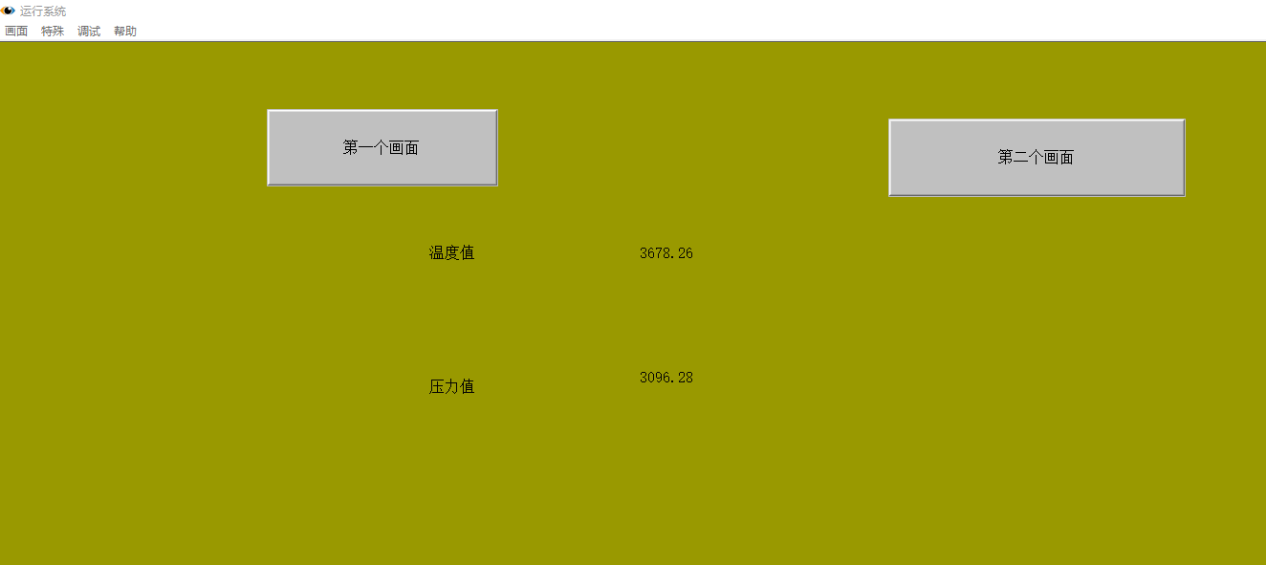 运行系统
画面 特殊 调试 帮助
第一个画面
第二个画面
温度值 3678.26
压力值 3096.28